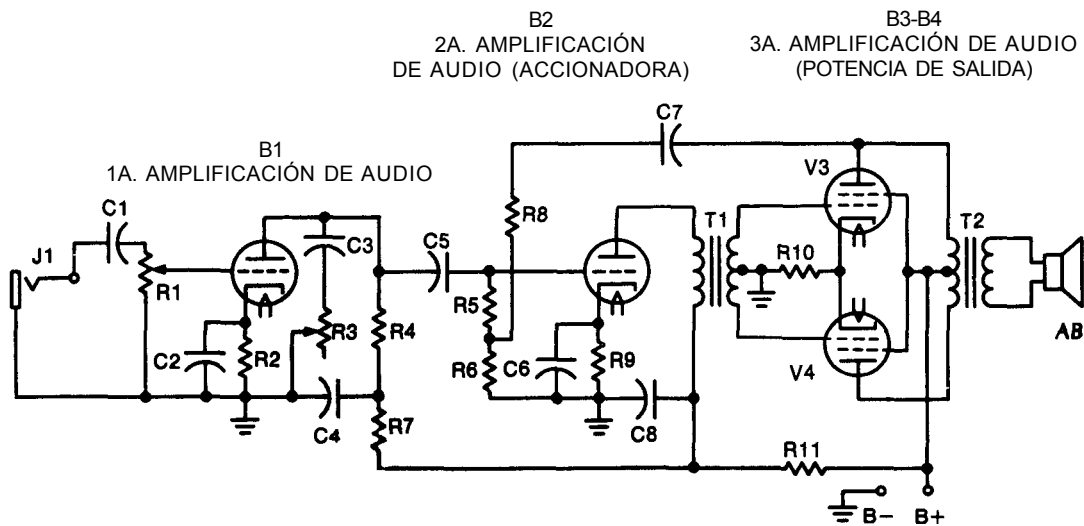 B1
1A. AMPLIFICACIÓN DE AUDIO
B2
2A. AMPLIFICACIÓN
DE AUDIO (ACCIONADORA)
B3-B4
3A. AMPLIFICACIÓN DE AUDIO
(POTENCIA DE SALIDA)
J1
C1
R1
C2
R2
C3
R3
R4
C4
R7
C5
R5
R6
R8
C7
C6
R9
C8
T1
R10
V3
V4
T2
AB
R11
B-
B+